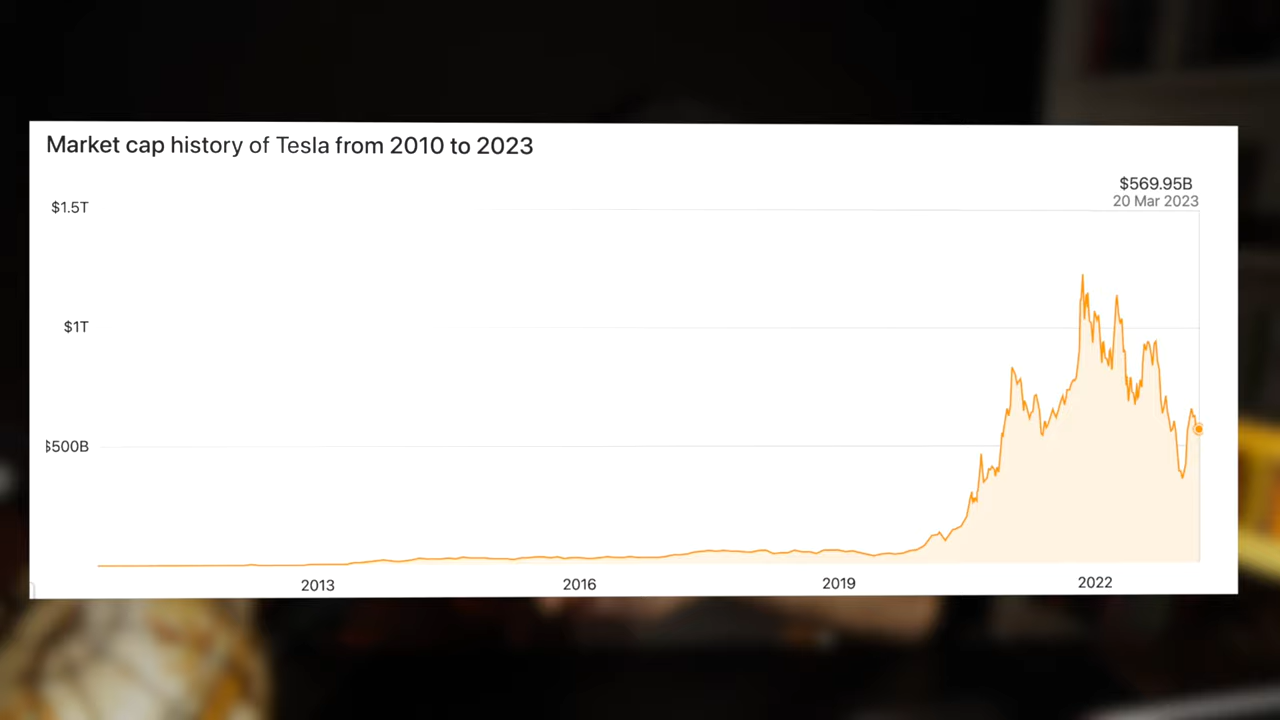 Market cap history of Tesla from 2010 to 2023
$569.95B
20 Mar 2023
$1.5T
$1T
$500B
2013
2016
2019
2022